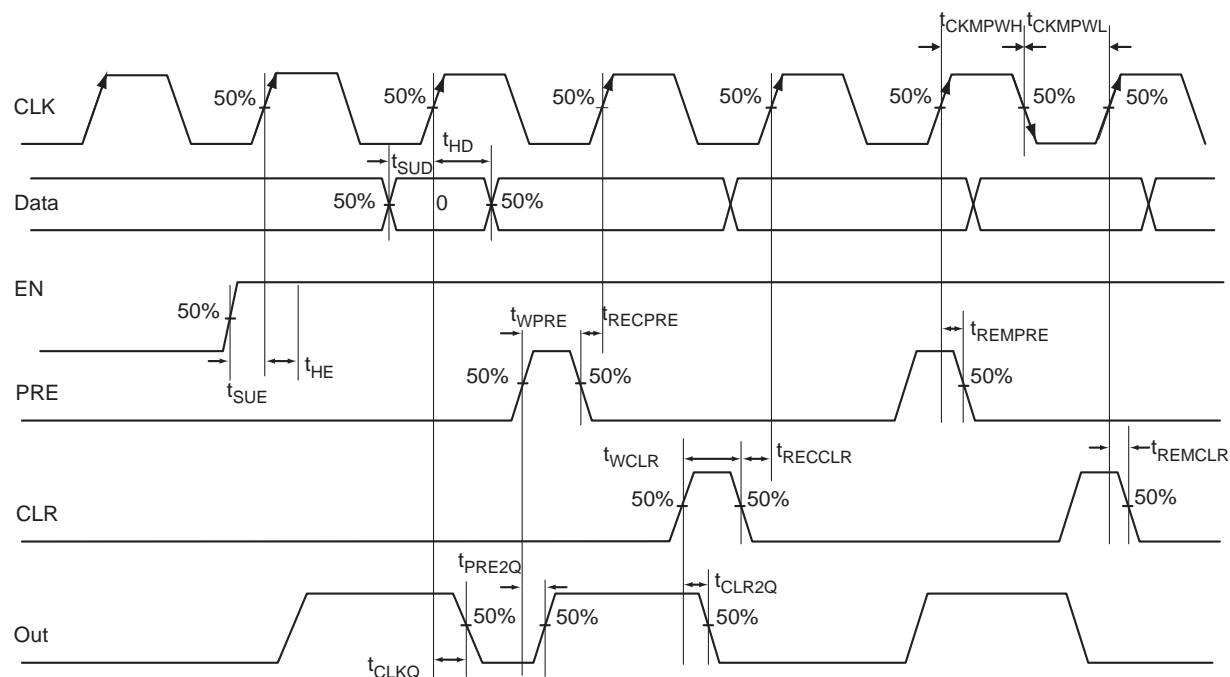 tCKMPWH tCKMPWL
CLK
50% 50% 50% 50% 50% 50% 50%
tSUD tHD
Data
50% 0 50%
EN
50%
tSUE tHE
tWPRE tRECPRE tREMPRE
PRE
50% 50% 50%
tWCLR tRECCLR tREMCLR
CLR
50% 50% 50%
tPRE2Q tCLR2Q
Out
50% 50% 50%
tCLKQ